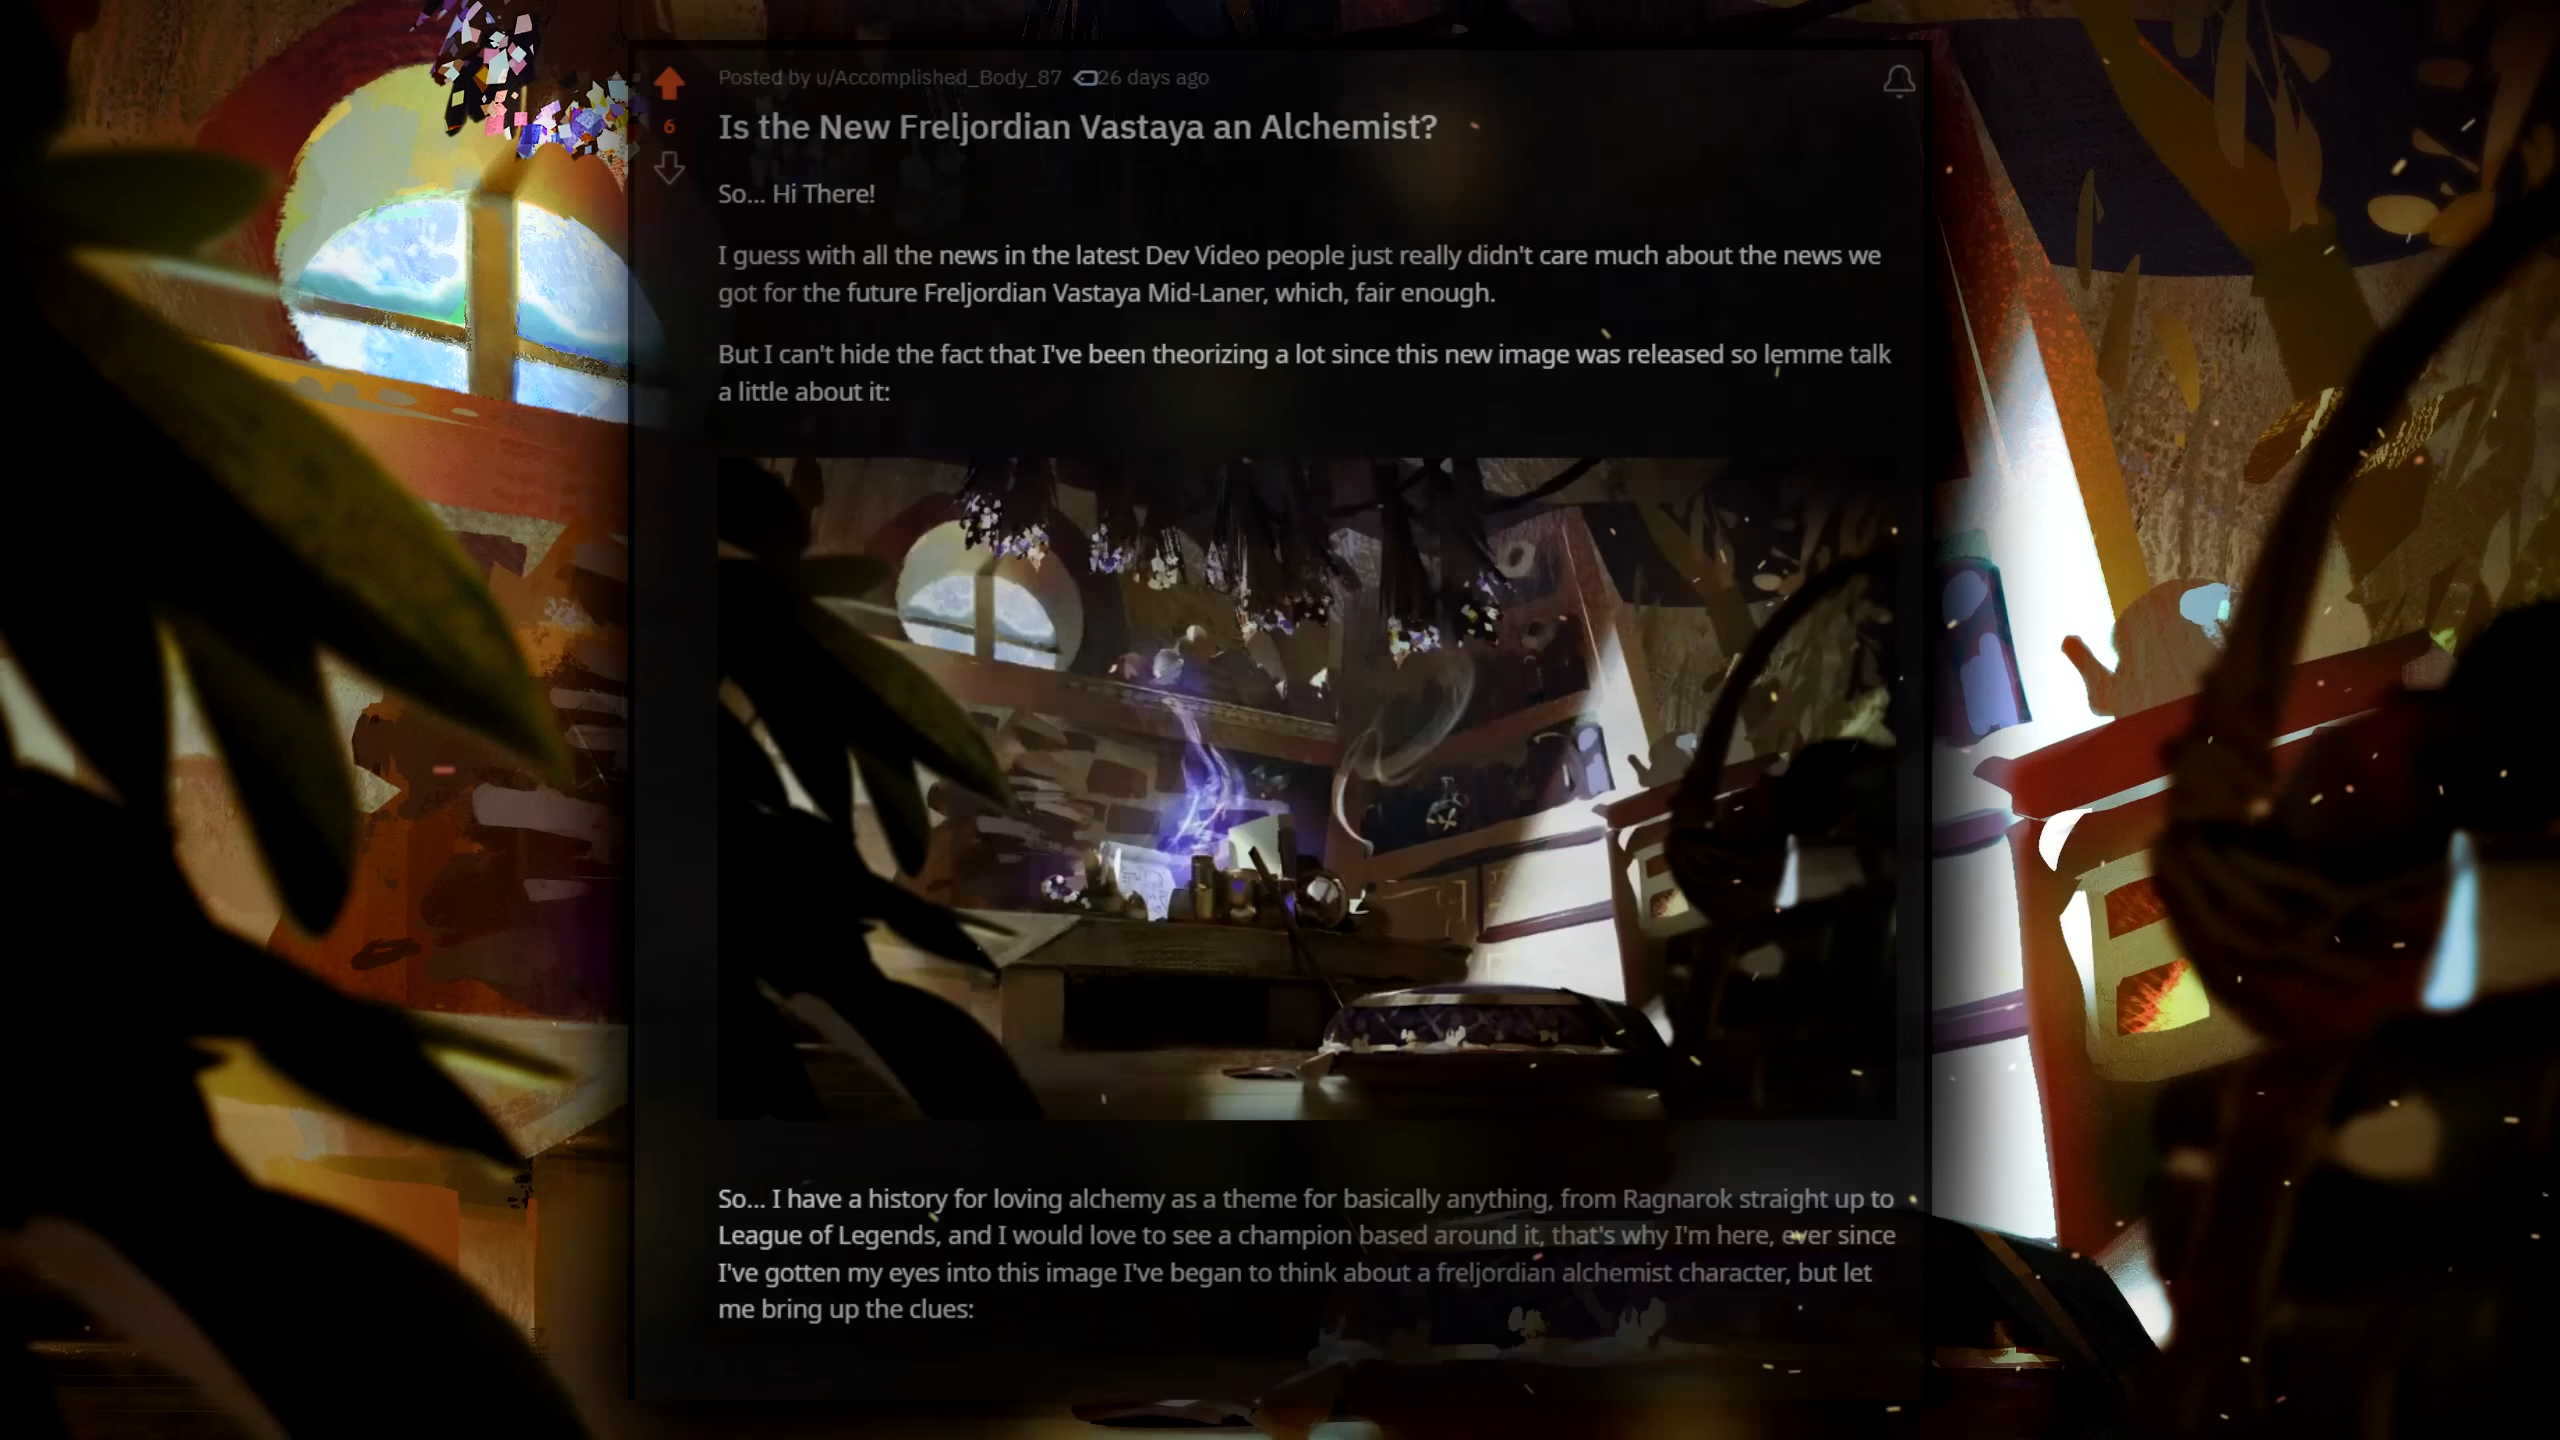 Posted by u/Accomplished_Body_87 26 days ago
6
Is the New Freljordian Vastaya an Alchemist?
So... Hi There!
I guess with all the news in the latest Dev Video people just really didn't care much about the news we
got for the future Freljordian Vastaya Mid-Laner, which, fair enough.
But I can't hide the fact that I've been theorizing a lot since this new image was released so lemme talk
a little about it:
So... I have a history for loving alchemy as a theme for basically anything, from Ragnarok straight up to
League of Legends, and I would love to see a champion based around it, that's why I'm here, ever since
I've gotten my eyes into this image I've began to think about a freljordian alchemist character, but let
me bring up the clues: